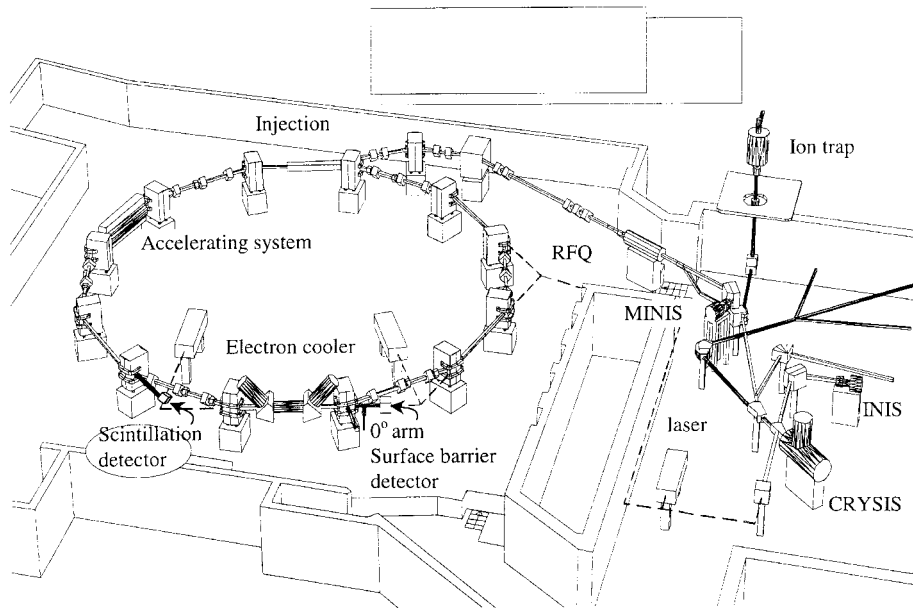 Injection
Ion trap
Accelerating system
RFQ
MINIS
Electron cooler
INIS
laser
Scintillation
detector
0° arm
Surface barrier
detector
CRYSIS